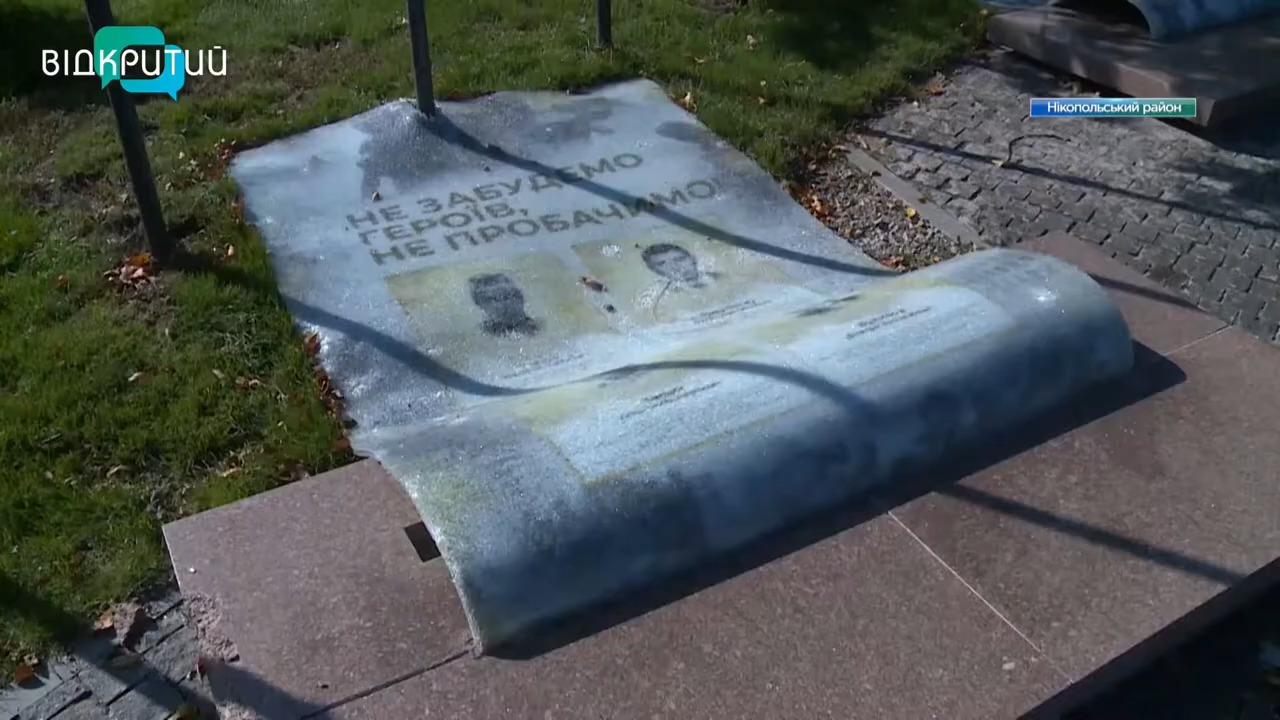 ВІДКРИТИЙ
Нікопольський район
НЕ ЗАБУДЕМО
ГЕРОЇВ,
НЕ ПРОБАЧИМО!